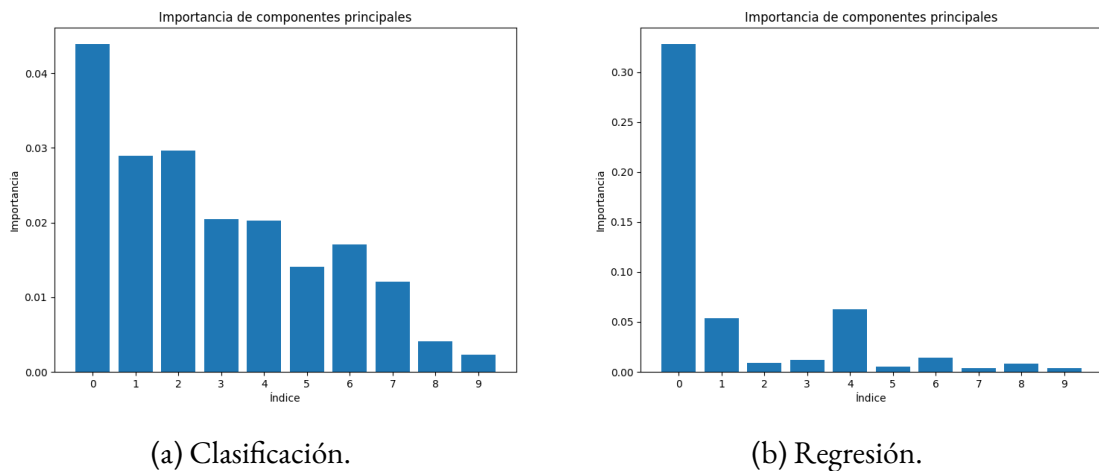 Importancia de componentes principales
Importancia
0.04
0.03
0.02
0.01
0.00
0 1 2 3 4 5 6 7 8 9
Índice
(a) Clasificación.
Importancia de componentes principales
Importancia
0.30
0.25
0.20
0.15
0.10
0.05
0.00
0 1 2 3 4 5 6 7 8 9
Índice
(b) Regresión.